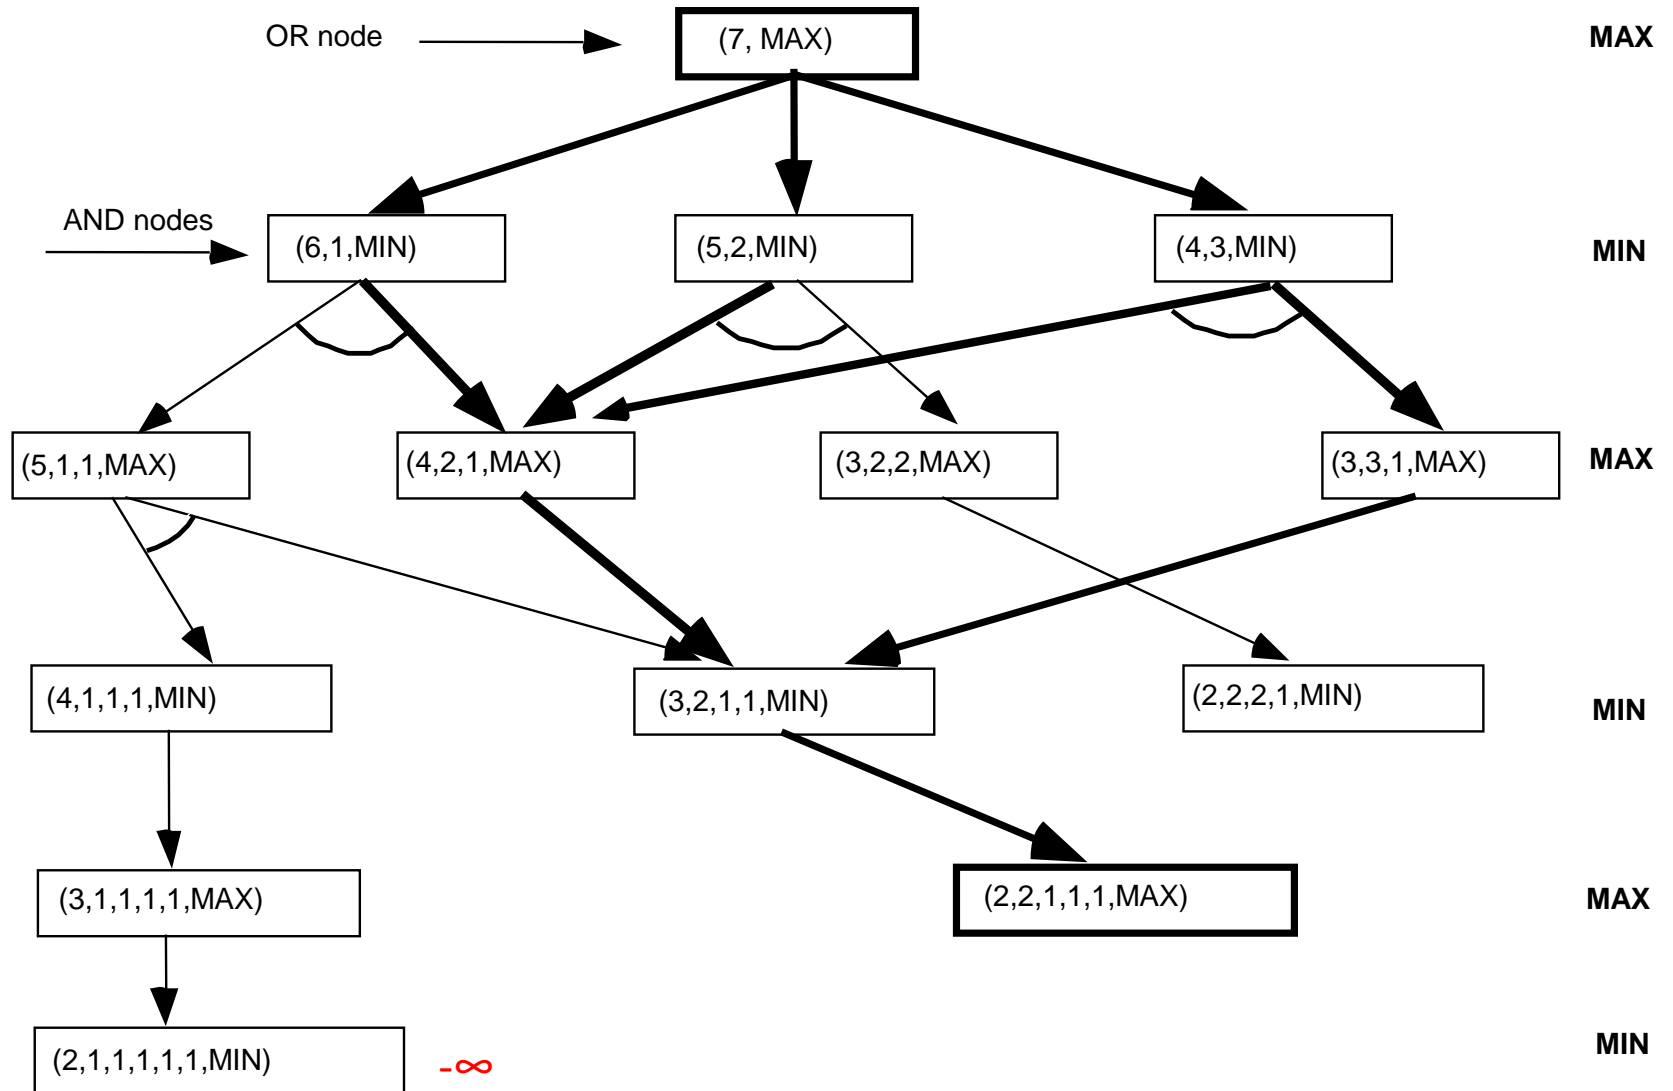 OR node
(7, MAX)
MAX
AND nodes
(6,1,MIN)
(5,2,MIN)
(4,3,MIN)
MIN
(5,1,1,MAX)
(4,2,1,MAX)
(3,2,2,MAX)
(3,3,1,MAX)
MAX
(4,1,1,1,MIN)
(3,2,1,1,MIN)
(2,2,2,1,MIN)
MIN
(3,1,1,1,1,MAX)
(2,2,1,1,1,MAX)
MAX
(2,1,1,1,1,1,MIN)
-∞
MIN